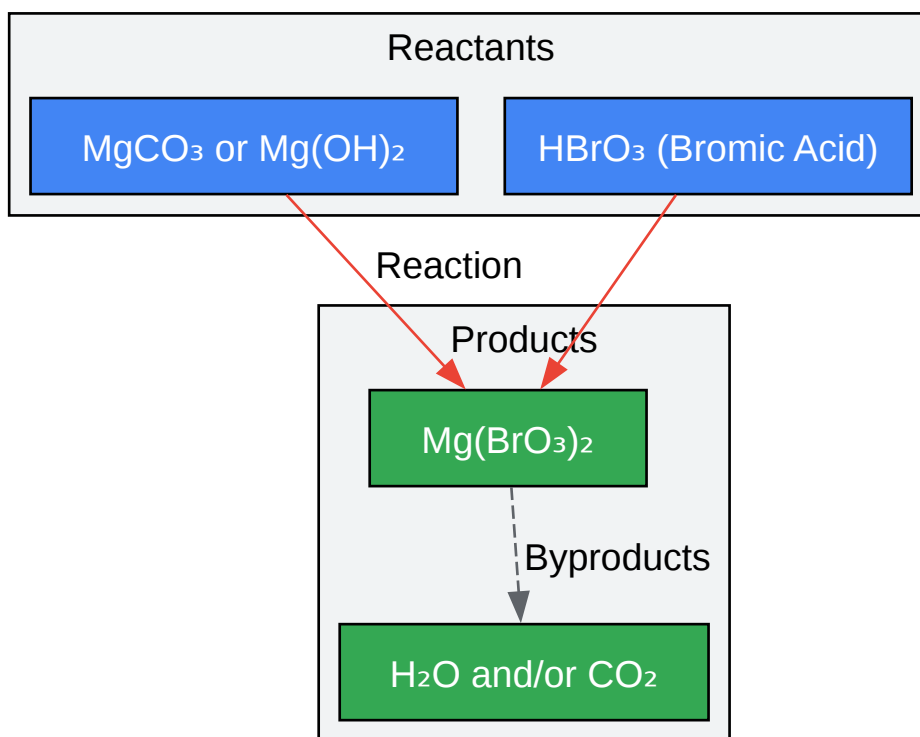 Reactants
MgCO₃ or Mg(OH)₂
HBrO₃ (Bromic Acid)
Reaction
Products
Mg(BrO₃)₂
Byproducts
H₂O and/or CO₂